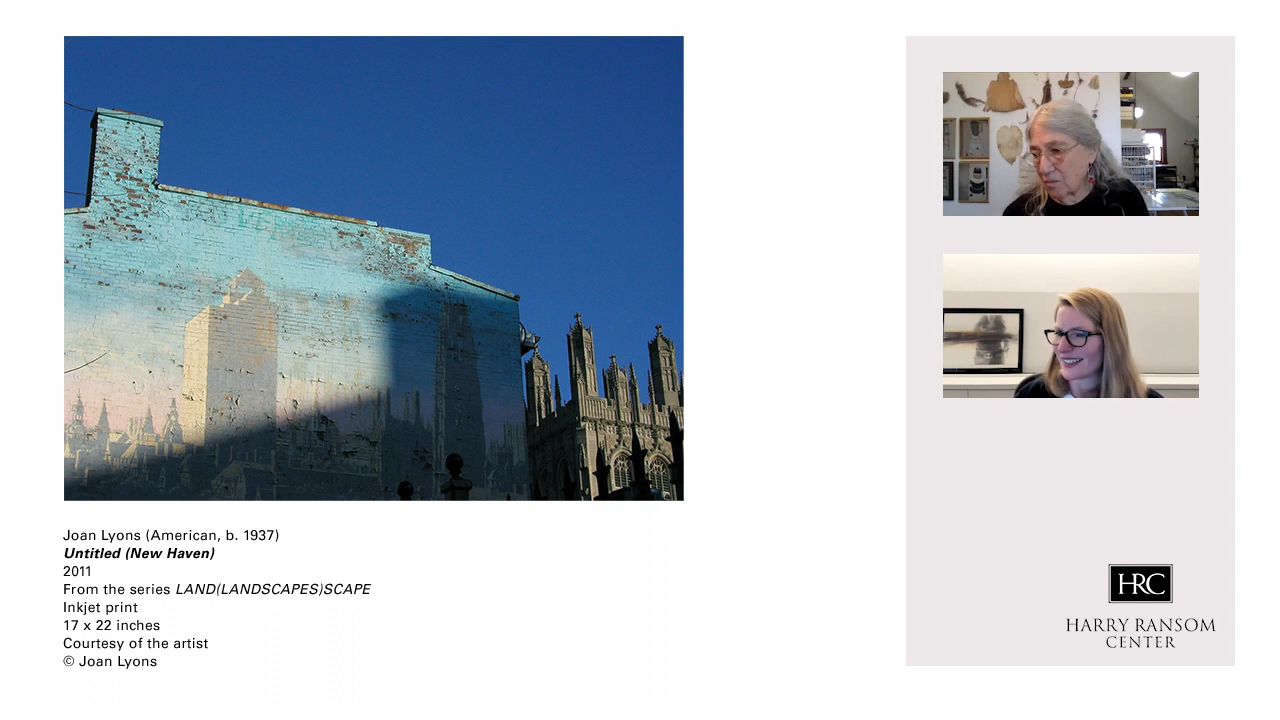 Joan Lyons (American, b. 1937)
Untitled (New Haven)
2011
From the series LAND(LANDSCAPES)SCAPE
Inkjet print
17 x 22 inches
Courtesy of the artist
© Joan Lyons
HRC
HARRY RANSOM
CENTER